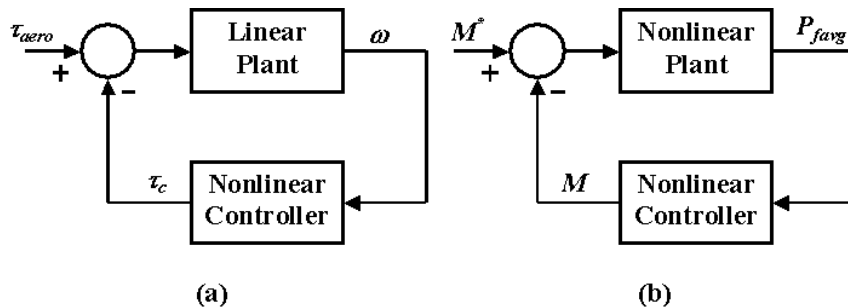 τaero
+
−
Linear
Plant
ω
τc
Nonlinear
Controller
(a)
M*
+
−
Nonlinear
Plant
Pfavg
M
Nonlinear
Controller
(b)